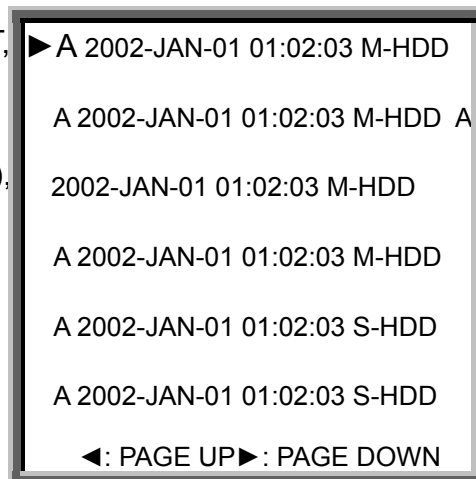 ►A 2002-JAN-01 01:02:03 M-HDD
A 2002-JAN-01 01:02:03 M-HDD A
2002-JAN-01 01:02:03 M-HDD
A 2002-JAN-01 01:02:03 M-HDD
A 2002-JAN-01 01:02:03 S-HDD
A 2002-JAN-01 01:02:03 S-HDD
◄: PAGE UP►: PAGE DOWN